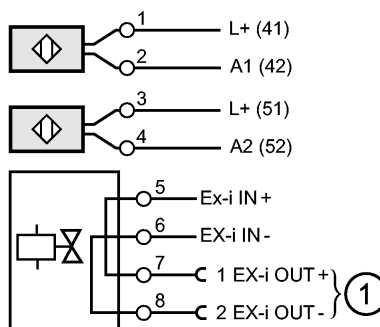 1 L+ (41)
2 A1 (42)
3 L+ (51)
4 A2 (52)
5 Ex-i IN +
6 EX-i IN -
7 1 EX-i OUT +
8 2 EX-i OUT -
1